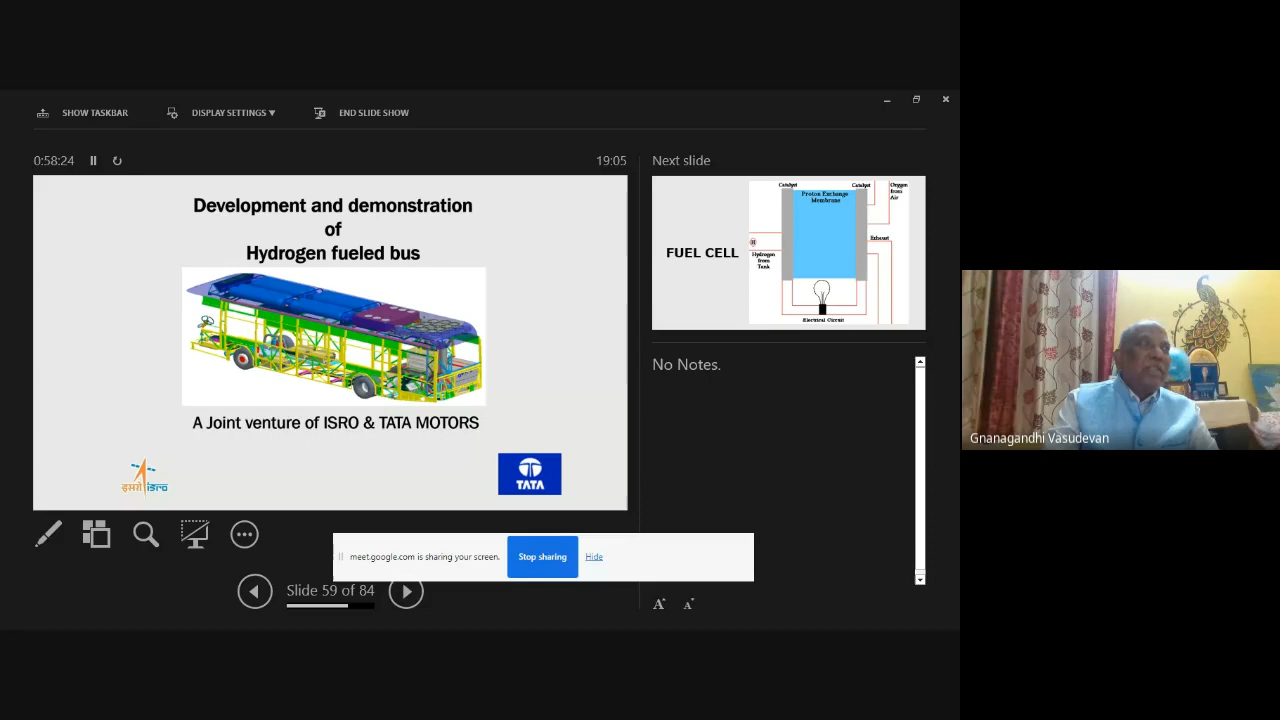 SHOW TASKBAR
DISPLAY SETTINGS ▼
END SLIDE SHOW
0:58:24
19:05
Next slide
Development and demonstration
of
Hydrogen fueled bus
A Joint venture of ISRO & TATA MOTORS
इसरो isro
TATA
Catalyst
Catalyst
Oxygen
from
Air
Proton Exchange
Membrane
Exhaust
FUEL CELL
H
Hydrogen
from
Tank
Electrical Circuit
No Notes.
Gnanagandhi Vasudevan
meet.google.com is sharing your screen.
Stop sharing
Hide
Slide 59 of 84
A
A